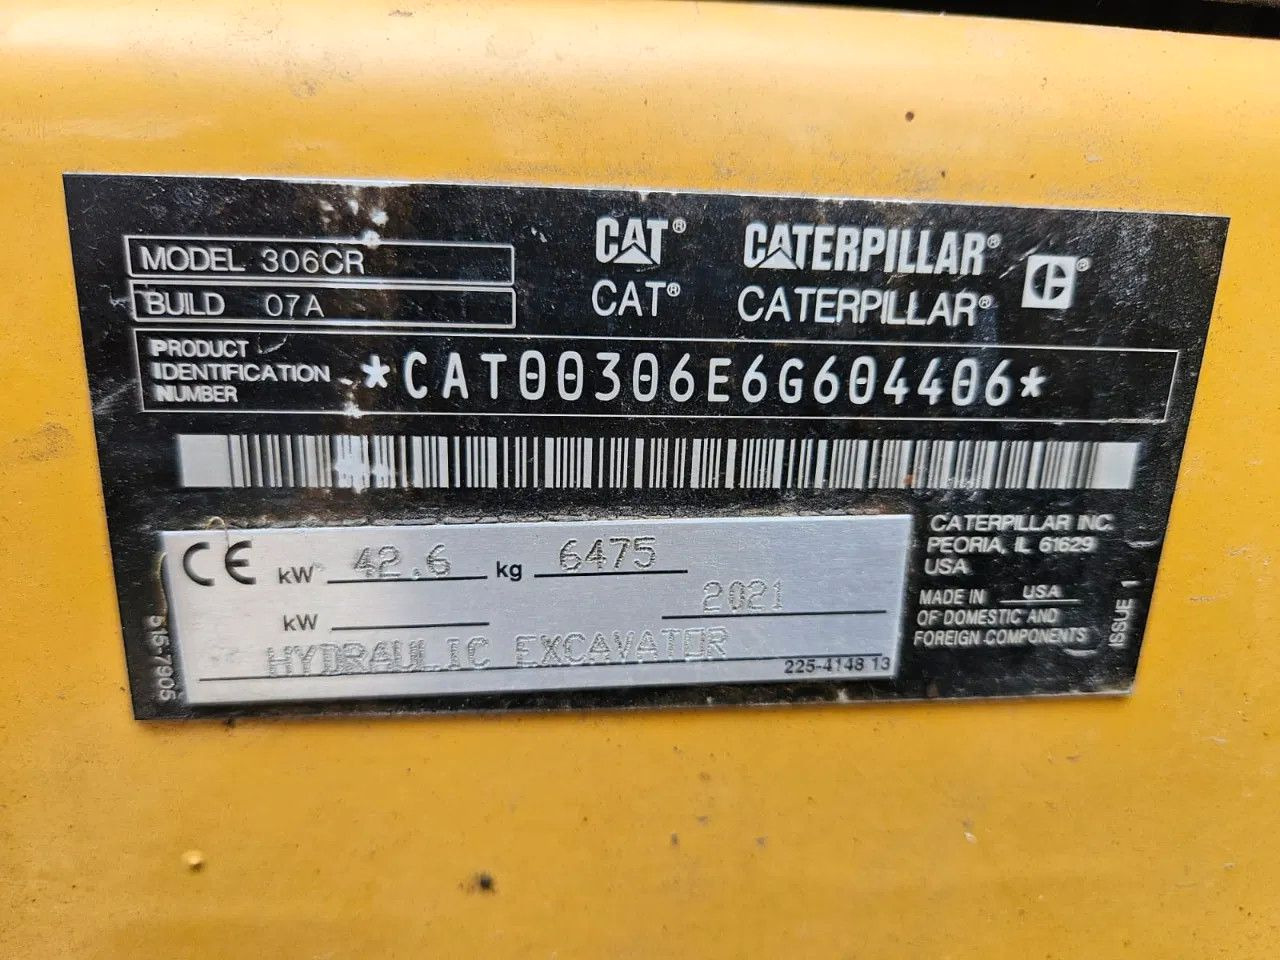 MODEL 306CR
BUILD 07A
CAT® CATERPILLAR®
CAT® CATERPILLAR®
PRODUCT
IDENTIFICATION
NUMBER
*CAT00306E6G604406*
CE kW 42.6 kg 6475
kW 2021
HYDRAULIC EXCAVATOR
225-4148 13
515-7905
CATERPILLAR INC.
PEORIA, IL 61629
USA
MADE IN USA
OF DOMESTIC AND
FOREIGN COMPONENTS
ISSUE 1